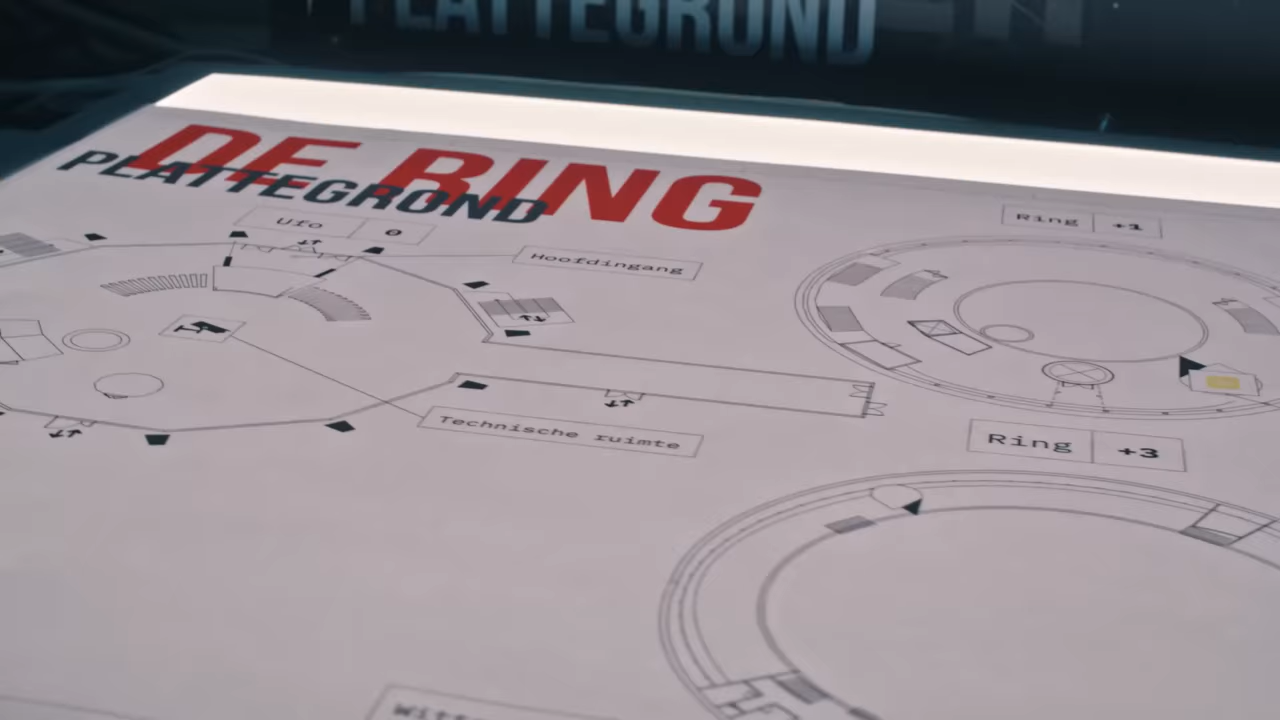 PLATTEGROND
DE RING
PLATTEGROND
Ufo 0
Hoofdingang
Technische ruimte
Ring +1
Ring +3